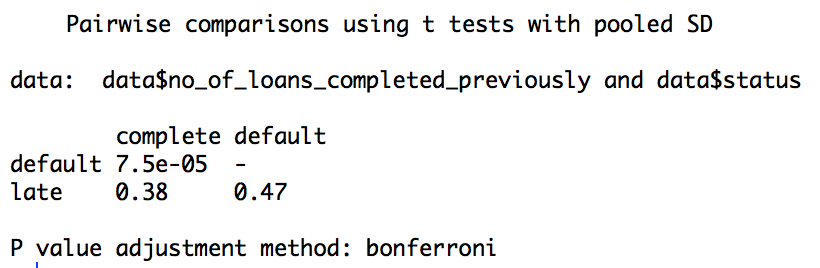 Pairwise comparisons using t tests with pooled SD
data:  data$no_of_loans_completed_previously and data$status
        complete default
default 7.5e-05  -
late    0.38     0.47
P value adjustment method: bonferroni